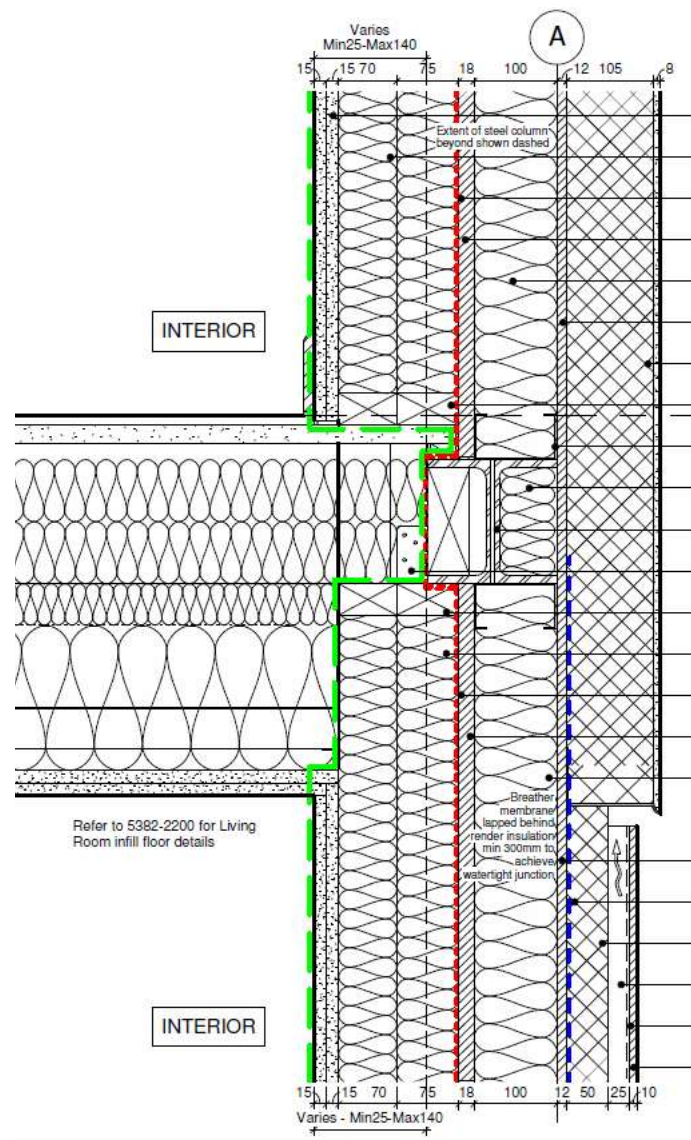 Varies
Min25-Max140
A
15 15 70 75 18 100 12 105 8
Extent of steel column
beyond shown dashed
INTERIOR
Refer to 5382-2200 for Living
Room infill floor details
Breather
membrane
lapped behind
render insulation
min 300mm to
achieve
watertight junction
INTERIOR
15 15 70 75 18 100 12 50 25 10
Varies - Min25-Max140